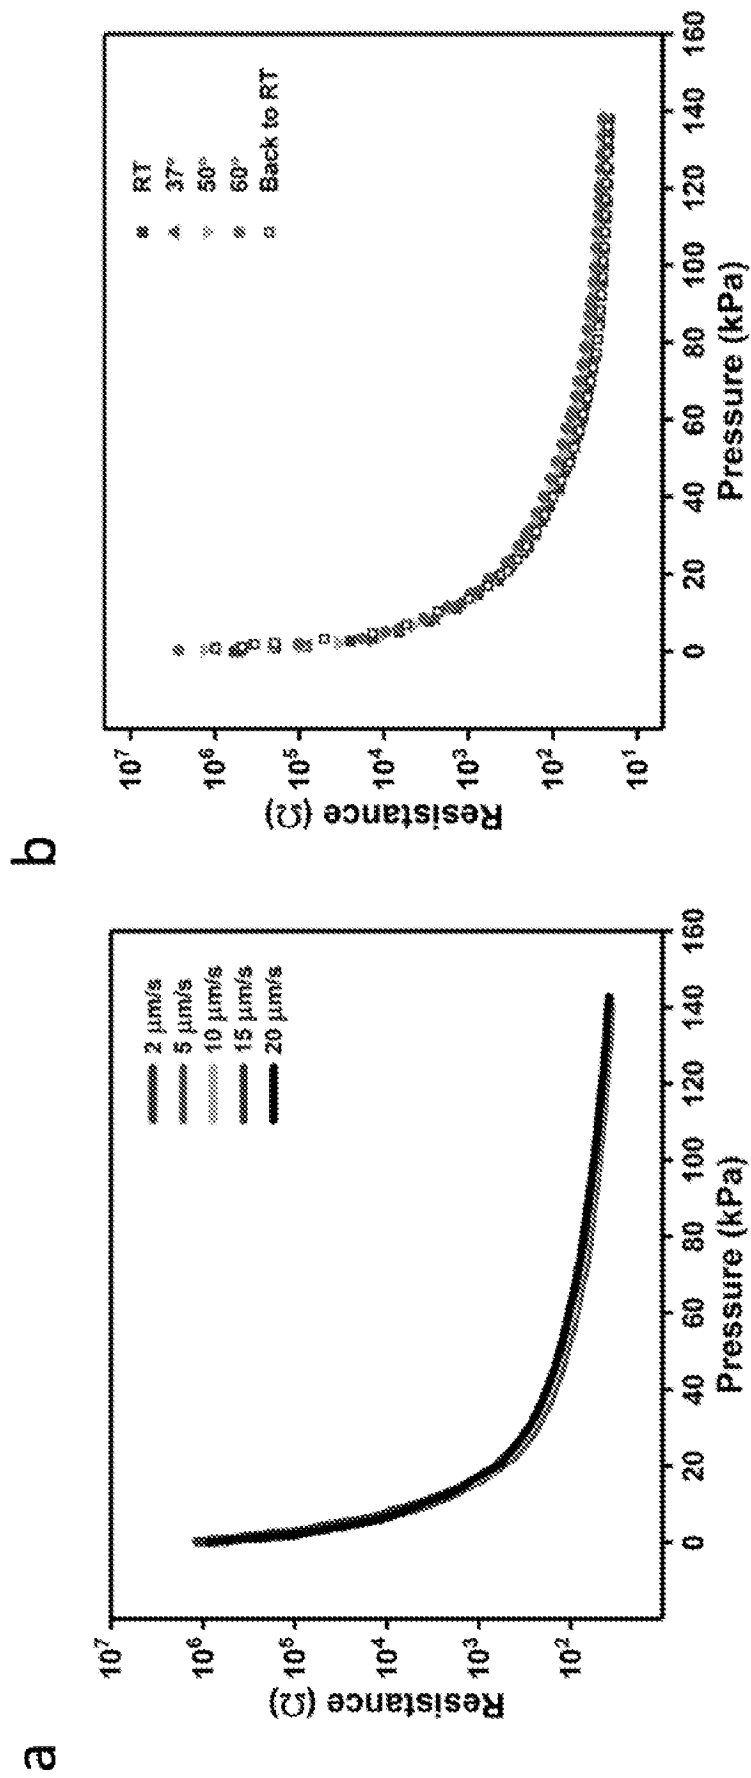 a
Resistance (Ω)
10⁷
10⁶
10⁵
10⁴
10³
10²
2 μm/s
5 μm/s
10 μm/s
15 μm/s
20 μm/s
0 20 40 60 80 100 120 140 160
Pressure (kPa)
b
Resistance (Ω)
10⁷
10⁶
10⁵
10⁴
10³
10²
10¹
RT
37°
50°
60°
Back to RT
0 20 40 60 80 100 120 140 160
Pressure (kPa)